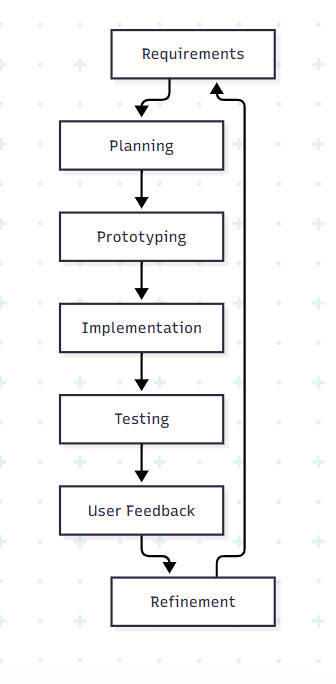 Requirements
Planning
Prototyping
Implementation
Testing
User Feedback
Refinement